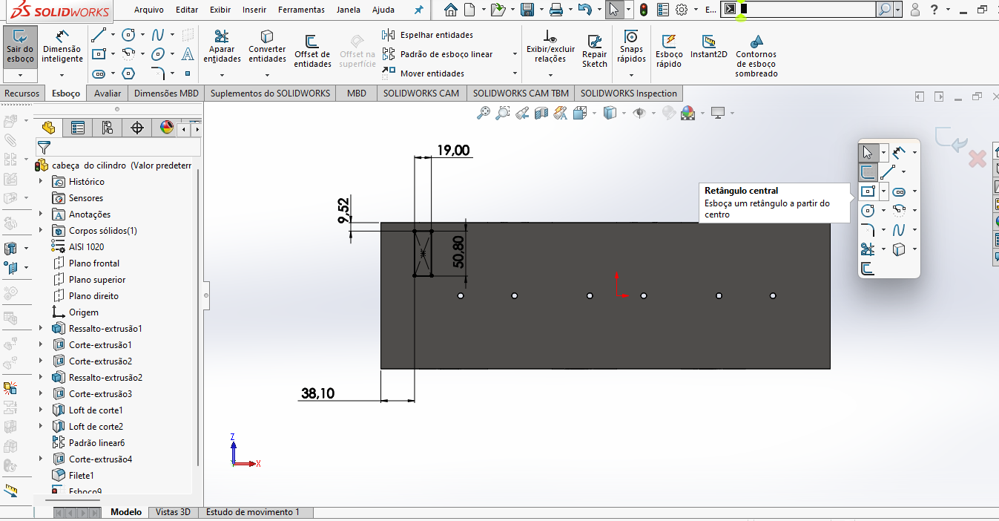 SOLIDWORKS
Arquivo Editar Exibir Inserir Ferramentas Janela Ajuda
E...
Sair do esboço
Dimensão inteligente
Aparar entidades
Converter entidades
Offset de entidades
Offset na superfície
Espelhar entidades
Padrão de esboço linear
Mover entidades
Exibir/excluir relações
Repair Sketch
Snaps rápidos
Esboço rápido
Instant2D
Contornos de esboço sombreado
Recursos Esboço Avaliar Dimensões MBD Suplementos do SOLIDWORKS MBD SOLIDWORKS CAM SOLIDWORKS CAM TBM SOLIDWORKS Inspection
cabeça do cilindro (Valor predeterr
Histórico
Sensores
Anotações
Corpos sólidos(1)
AISI 1020
Plano frontal
Plano superior
Plano direito
Origem
Ressalto-extrusão1
Corte-extrusão1
Corte-extrusão2
Ressalto-extrusão2
Corte-extrusão3
Loft de corte1
Loft de corte2
Padrão linear6
Corte-extrusão4
Filete1
Esboço9
19,00
9,52
50,80
38,10
Retângulo central
Esboça um retângulo a partir do
centro
Z
X
Modelo Vistas 3D Estudo de movimento 1